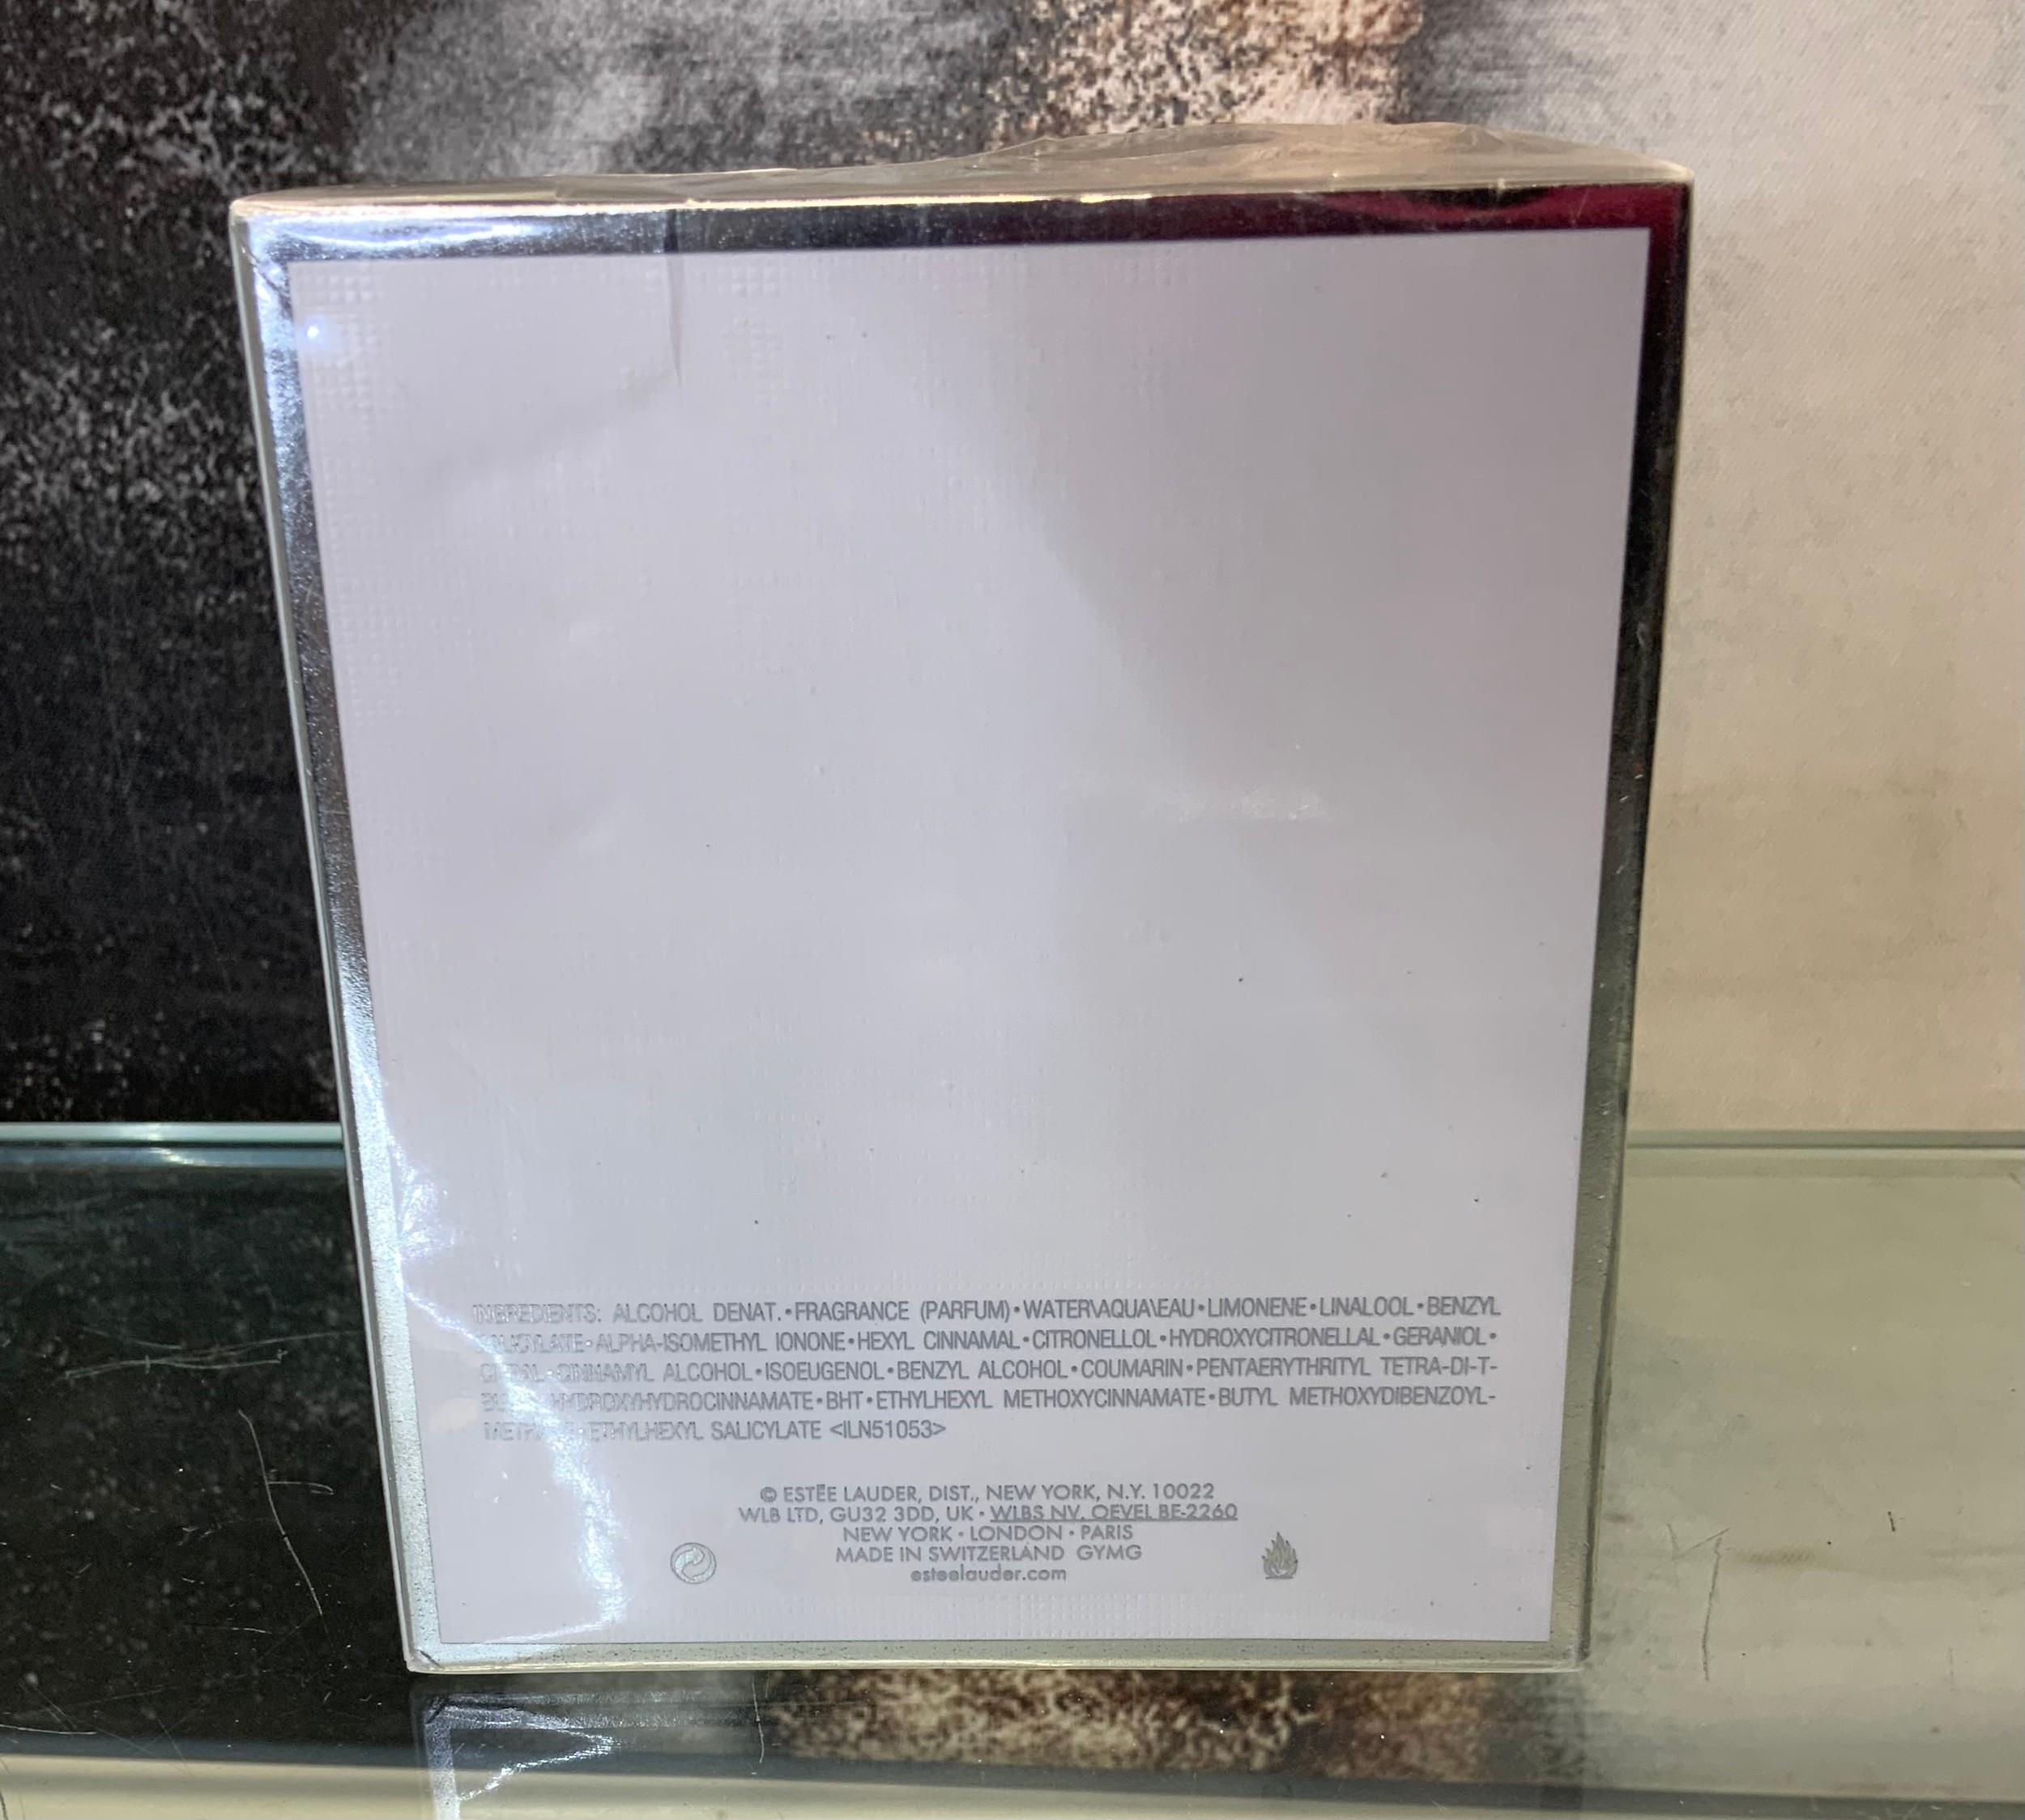 INGREDIENTS: ALCOHOL DENAT.•FRAGRANCE (PARFUM)•WATER\AQUA\EAU•LIMONENE•LINALOOL•BENZYL
SALICYLATE•ALPHA-ISOMETHYL IONONE•HEXYL CINNAMAL•CITRONELLOL•HYDROXYCITRONELLAL•GERANIOL•
CINNAMYL ALCOHOL•ISOEUGENOL•BENZYL ALCOHOL•COUMARIN•PENTAERYTHRITYL TETRA-DI-T-
HYDROXYHYDROCINNAMATE•BHT•ETHYLHEXYL METHOXYCINNAMATE•BUTYL METHOXYDIBENZOYL-
ETHYLHEXYL SALICYLATE <ILN51053>
© ESTĒE LAUDER, DIST., NEW YORK, N.Y. 10022
WLB LTD, GU32 3DD, UK • WLBS NV, OEVEL BE-2260
NEW YORK • LONDON • PARIS
MADE IN SWITZERLAND GYMG
esteelauder.com